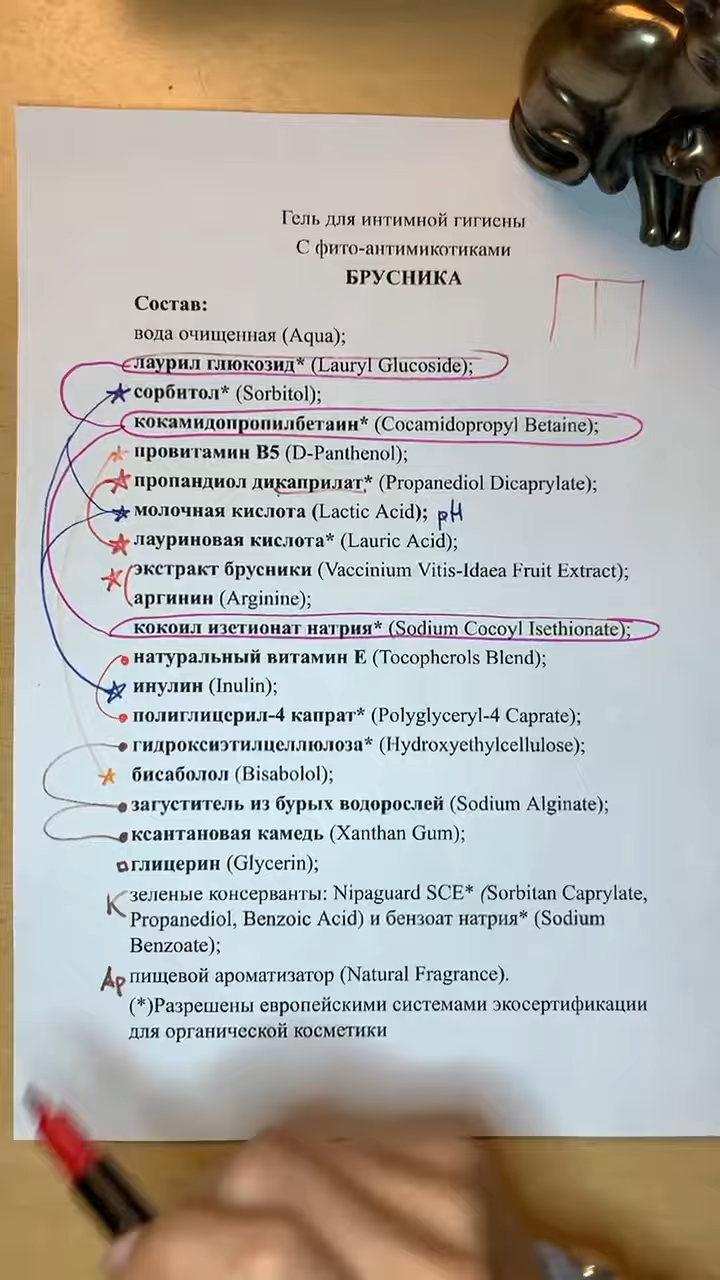 Гель для интимной гигиены
С фито-антимикотиками
БРУСНИКА
Состав:
вода очищенная (Aqua);
лаурил глюкозид* (Lauryl Glucoside);
сорбитол* (Sorbitol);
кокамидопропилбетаин* (Cocamidopropyl Betaine);
провитамин В5 (D-Panthenol);
пропандиол дикаприлат* (Propanediol Dicaprylate);
молочная кислота (Lactic Acid); pH
лауриновая кислота* (Lauric Acid);
экстракт брусники (Vaccinium Vitis-Idaea Fruit Extract);
аргинин (Arginine);
кокоил изетионат натрия* (Sodium Cocoyl Isethionate);
натуральный витамин Е (Tocopherols Blend);
инулин (Inulin);
полиглицерил-4 капрат* (Polyglyceryl-4 Caprate);
гидроксиэтилцеллюлоза* (Hydroxyethylcellulose);
бисаболол (Bisabolol);
загуститель из бурых водорослей (Sodium Alginate);
ксантановая камедь (Xanthan Gum);
глицерин (Glycerin);
К зеленые консерванты: Nipaguard SCE* (Sorbitan Caprylate,
Propanediol, Benzoic Acid) и бензоат натрия* (Sodium
Benzoate);
Ар пищевой ароматизатор (Natural Fragrance).
(*)Разрешены европейскими системами экосертификации
для органической косметики